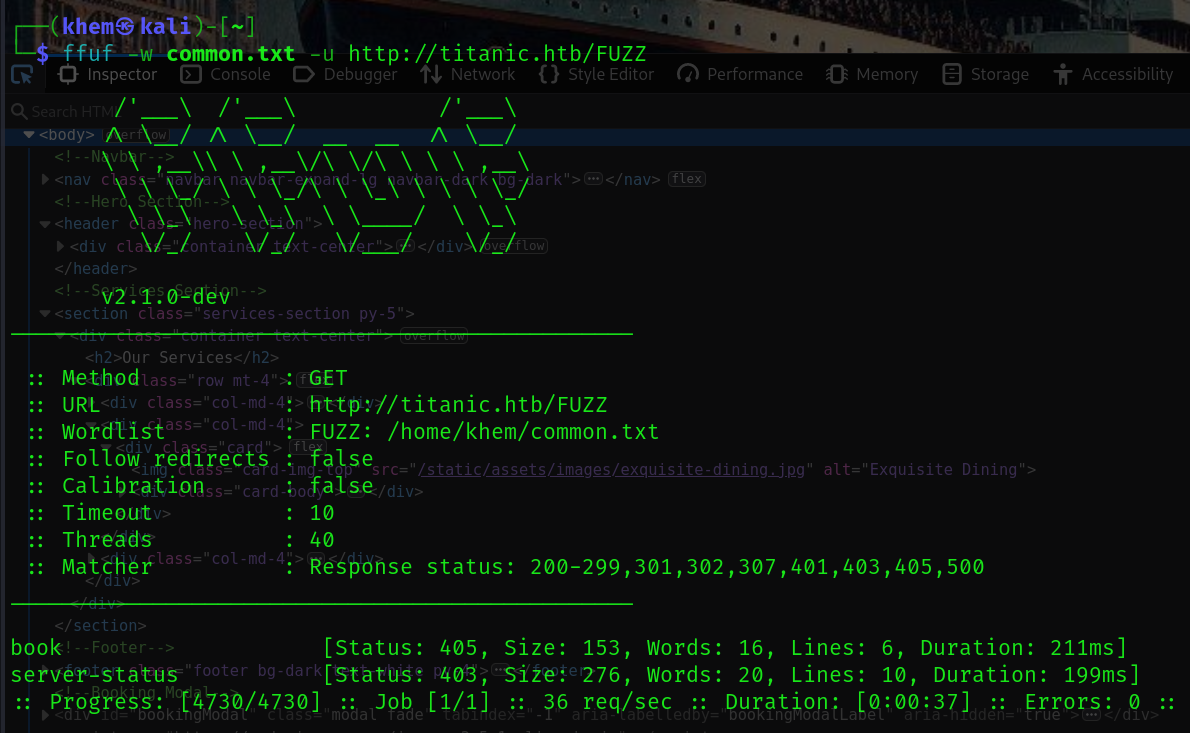 ┌──(khem㉿kali)-[~]
└─$ ffuf -w common.txt -u http://titanic.htb/FUZZ
Inspector Console Debugger Network Style Editor Performance Memory Storage Accessibility
Search HTML
<body> overflow
<!--Navbar-->
<nav class="navbar navbar-expand-lg navbar-dark bg-dark"> ⋯ </nav> flex
<!--Hero Section-->
<header class="hero-section">
<div class="container text-center"> ⋯ </div> overflow
</header>
<!--Services Section-->
v2.1.0-dev
<section class="services-section py-5">
<div class="container text-center"> overflow
<h2>Our Services</h2>
:: Method : GET
<div class="row mt-4"> flex
:: URL : http://titanic.htb/FUZZ
<div class="col-md-4"> </div>
<div class="col-md-4">
:: Wordlist : FUZZ: /home/khem/common.txt
<div class="card"> flex
:: Follow redirects : false
<img class="card-img-top" src="/static/assets/images/exquisite-dining.jpg" alt="Exquisite Dining">
:: Calibration : false
<div class="card-body"> ⋯ </div>
:: Timeout : 10
</div>
:: Threads : 40
</div>
<div class="col-md-4"> ⋯ </div>
:: Matcher : Response status: 200-299,301,302,307,401,403,405,500
</div>
</div>
</section>
<!--Footer-->
book [Status: 405, Size: 153, Words: 16, Lines: 6, Duration: 211ms]
<footer class="footer bg-dark text-white py-4"> ⋯ </footer>
server-status [Status: 403, Size: 276, Words: 20, Lines: 10, Duration: 199ms]
<!--Booking Modal-->
:: Progress: [4730/4730] :: Job [1/1] :: 36 req/sec :: Duration: [0:00:37] :: Errors: 0 ::
<div id="bookingModal" class="modal fade" tabindex="-1" aria-labelledby="bookingModalLabel" aria-hidden="true"> ⋯ </div>